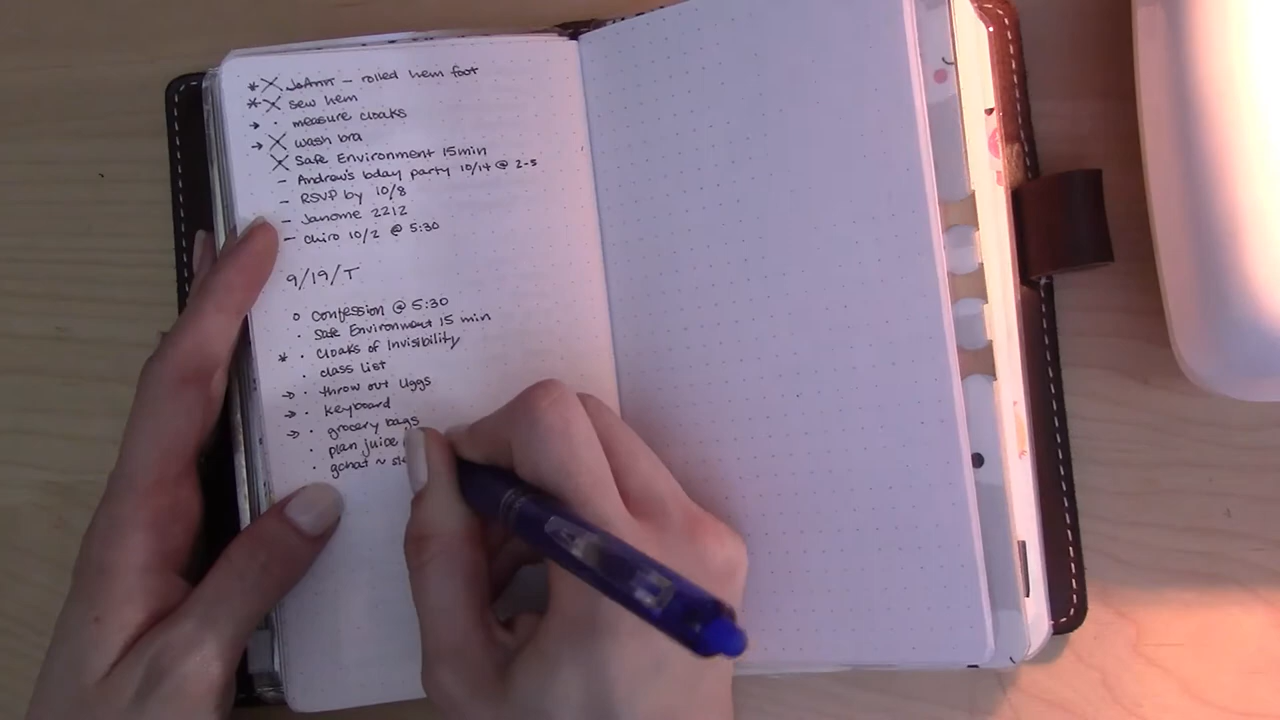 * X JoAnn – rolled hem foot
* X sew hem
→ · measure cloaks
→ X wash bra
X Safe Environment 15min
– Andrew's bday party 10/14 @ 2-5
– RSVP by 10/8
– Janome 2212
– chiro 10/2 @ 5:30
9/19/T
o confession @ 5:30
· Safe Environment 15 min
* · cloaks of Invisibility
· class list
→ · throw out Uggs
→ · keyboard
→ · grocery bags
· plan juice
· gchat ~